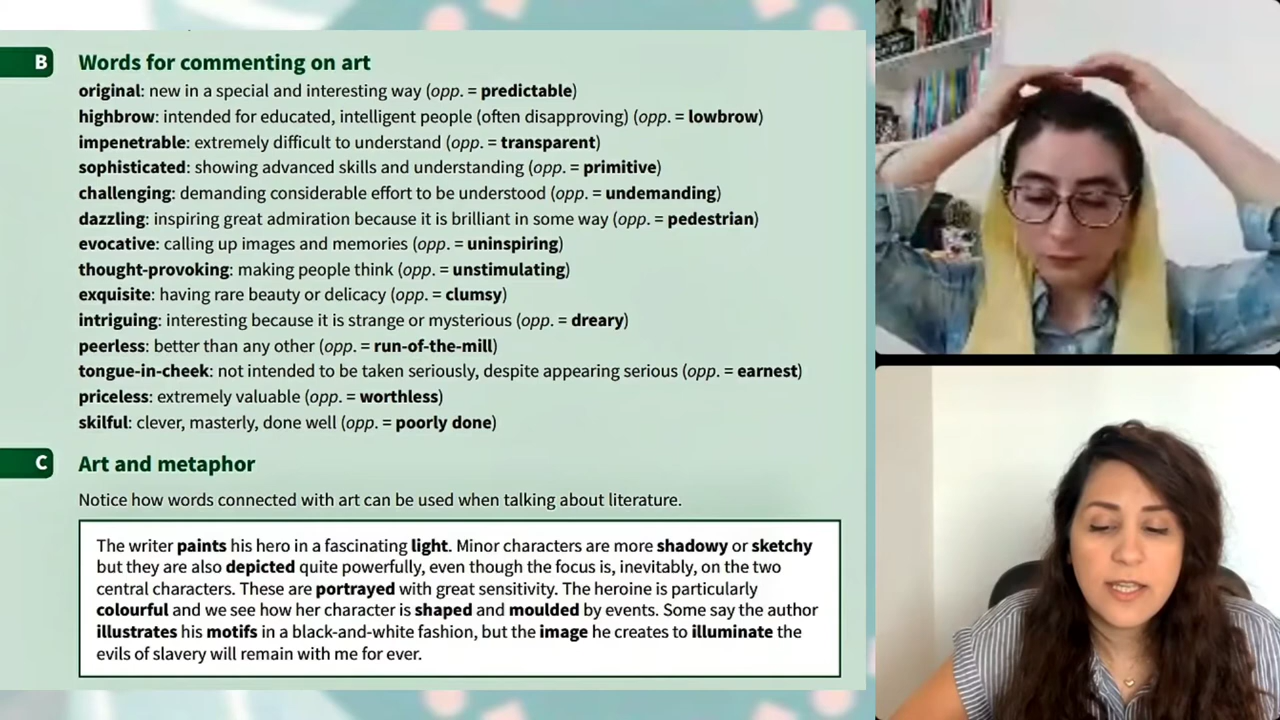 B
Words for commenting on art
original: new in a special and interesting way (opp. = predictable)
highbrow: intended for educated, intelligent people (often disapproving) (opp. = lowbrow)
impenetrable: extremely difficult to understand (opp. = transparent)
sophisticated: showing advanced skills and understanding (opp. = primitive)
challenging: demanding considerable effort to be understood (opp. = undemanding)
dazzling: inspiring great admiration because it is brilliant in some way (opp. = pedestrian)
evocative: calling up images and memories (opp. = uninspiring)
thought-provoking: making people think (opp. = unstimulating)
exquisite: having rare beauty or delicacy (opp. = clumsy)
intriguing: interesting because it is strange or mysterious (opp. = dreary)
peerless: better than any other (opp. = run-of-the-mill)
tongue-in-cheek: not intended to be taken seriously, despite appearing serious (opp. = earnest)
priceless: extremely valuable (opp. = worthless)
skilful: clever, masterly, done well (opp. = poorly done)
C
Art and metaphor
Notice how words connected with art can be used when talking about literature.
The writer paints his hero in a fascinating light. Minor characters are more shadowy or sketchy
but they are also depicted quite powerfully, even though the focus is, inevitably, on the two
central characters. These are portrayed with great sensitivity. The heroine is particularly
colourful and we see how her character is shaped and moulded by events. Some say the author
illustrates his motifs in a black-and-white fashion, but the image he creates to illuminate the
evils of slavery will remain with me for ever.